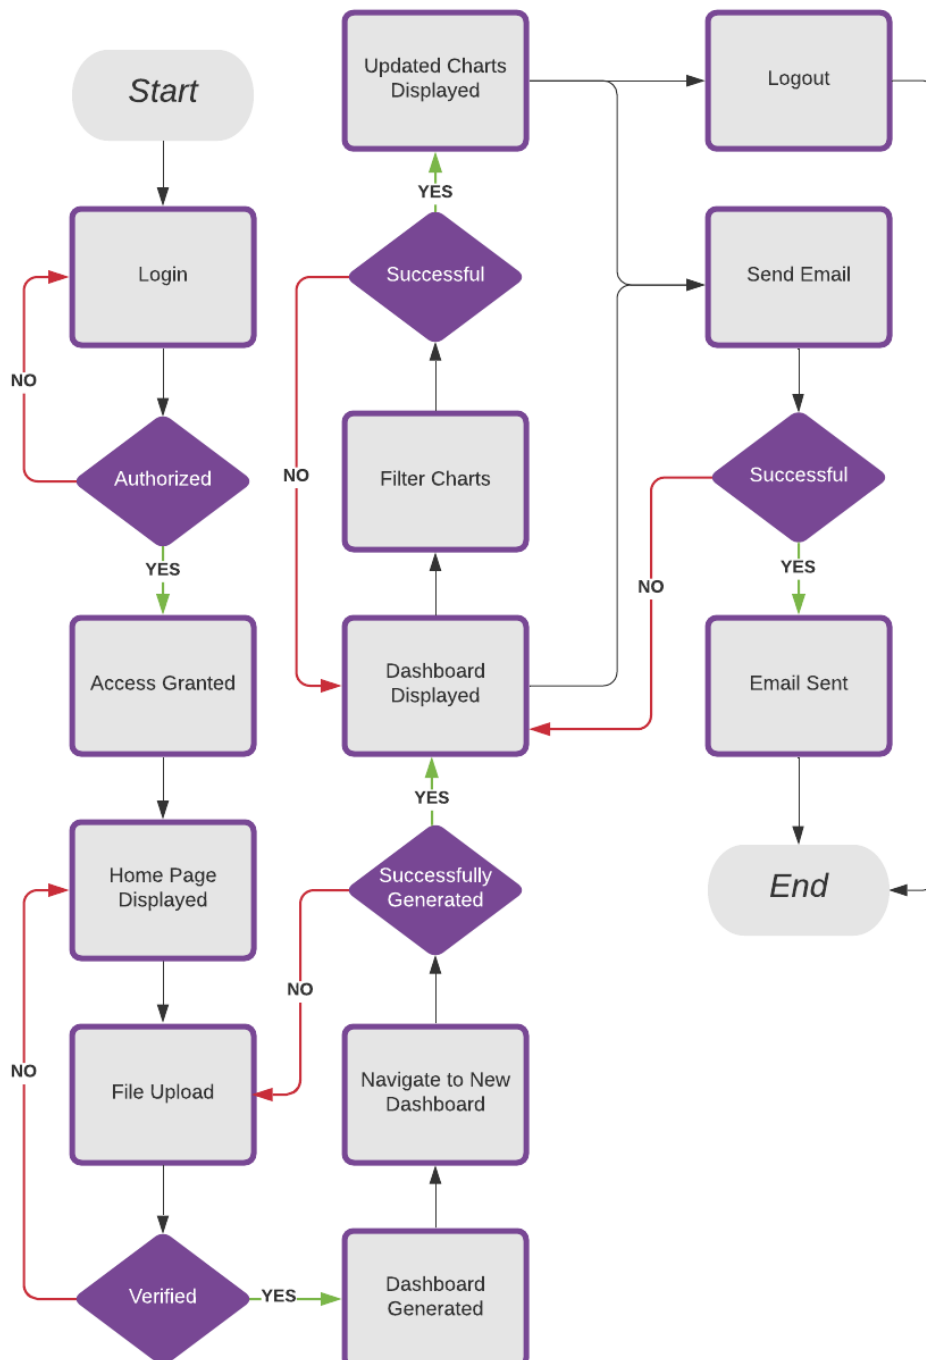 Start
Login
NO
Authorized
YES
Access Granted
Home Page
Displayed
NO
File Upload
Verified
YES
Updated Charts
Displayed
YES
Successful
NO
Filter Charts
Dashboard
Displayed
YES
Successfully
Generated
NO
Navigate to New
Dashboard
Dashboard
Generated
Logout
Send Email
Successful
NO
YES
Email Sent
End